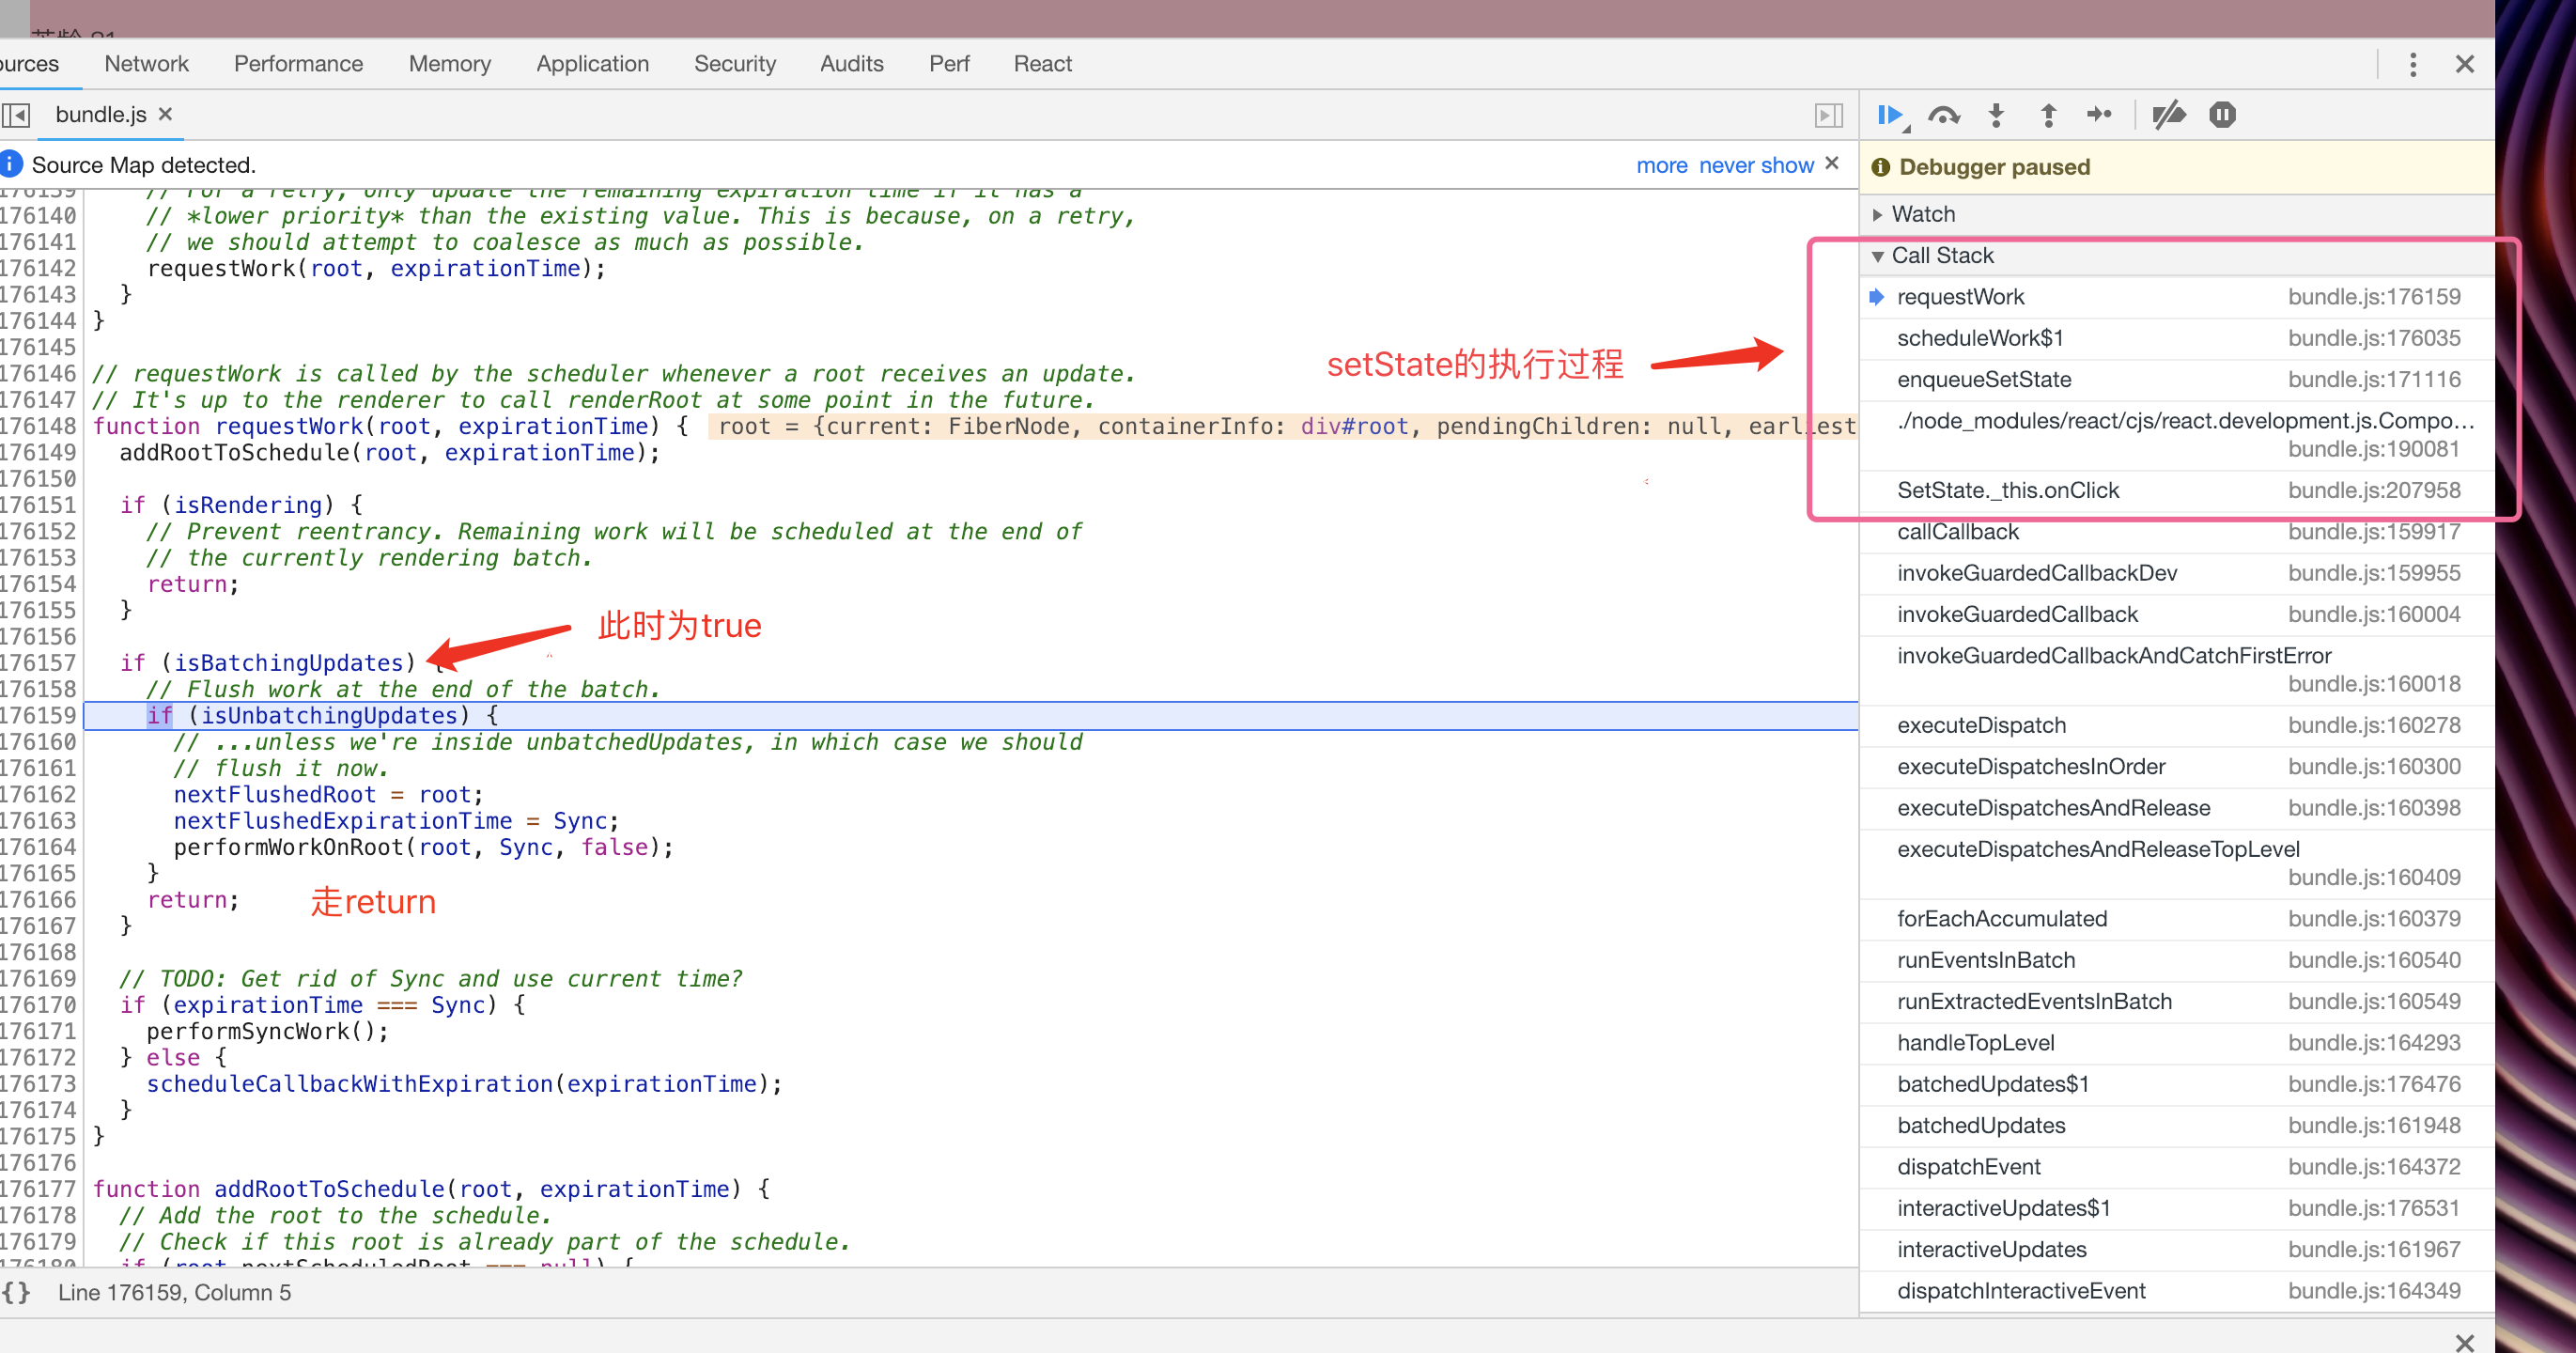 Network Performance Memory Application Security Audits Perf React
bundle.js ×
Source Map detected. more never show ×
// For a retry, only update the remaining expiration time if it has a
176140 // *lower priority* than the existing value. This is because, on a retry,
176141 // we should attempt to coalesce as much as possible.
176142 requestWork(root, expirationTime);
176143 }
176144 }
176145
176146 // requestWork is called by the scheduler whenever a root receives an update.
176147 // It's up to the renderer to call renderRoot at some point in the future.
176148 function requestWork(root, expirationTime) { root = {current: FiberNode, containerInfo: div#root, pendingChildren: null, earliest
176149 addRootToSchedule(root, expirationTime);
176150
176151 if (isRendering) {
176152 // Prevent reentrancy. Remaining work will be scheduled at the end of
176153 // the currently rendering batch.
176154 return;
176155 }
176156
此时为true
176157 if (isBatchingUpdates) {
176158 // Flush work at the end of the batch.
176159 if (isUnbatchingUpdates) {
176160 // ...unless we're inside unbatchedUpdates, in which case we should
176161 // flush it now.
176162 nextFlushedRoot = root;
176163 nextFlushedExpirationTime = Sync;
176164 performWorkOnRoot(root, Sync, false);
176165 }
176166 return; 走return
176167 }
176168
176169 // TODO: Get rid of Sync and use current time?
176170 if (expirationTime === Sync) {
176171 performSyncWork();
176172 } else {
176173 scheduleCallbackWithExpiration(expirationTime);
176174 }
176175 }
176176
176177 function addRootToSchedule(root, expirationTime) {
176178 // Add the root to the schedule.
176179 // Check if this root is already part of the schedule.
176180 if (root.nextScheduledRoot === null) {
{} Line 176159, Column 5
setState的执行过程
Debugger paused
Watch
Call Stack
requestWork bundle.js:176159
scheduleWork$1 bundle.js:176035
enqueueSetState bundle.js:171116
./node_modules/react/cjs/react.development.js.Compo...
bundle.js:190081
SetState._this.onClick bundle.js:207958
callCallback bundle.js:159917
invokeGuardedCallbackDev bundle.js:159955
invokeGuardedCallback bundle.js:160004
invokeGuardedCallbackAndCatchFirstError
bundle.js:160018
executeDispatch bundle.js:160278
executeDispatchesInOrder bundle.js:160300
executeDispatchesAndRelease bundle.js:160398
executeDispatchesAndReleaseTopLevel
bundle.js:160409
forEachAccumulated bundle.js:160379
runEventsInBatch bundle.js:160540
runExtractedEventsInBatch bundle.js:160549
handleTopLevel bundle.js:164293
batchedUpdates$1 bundle.js:176476
batchedUpdates bundle.js:161948
dispatchEvent bundle.js:164372
interactiveUpdates$1 bundle.js:176531
interactiveUpdates bundle.js:161967
dispatchInteractiveEvent bundle.js:164349